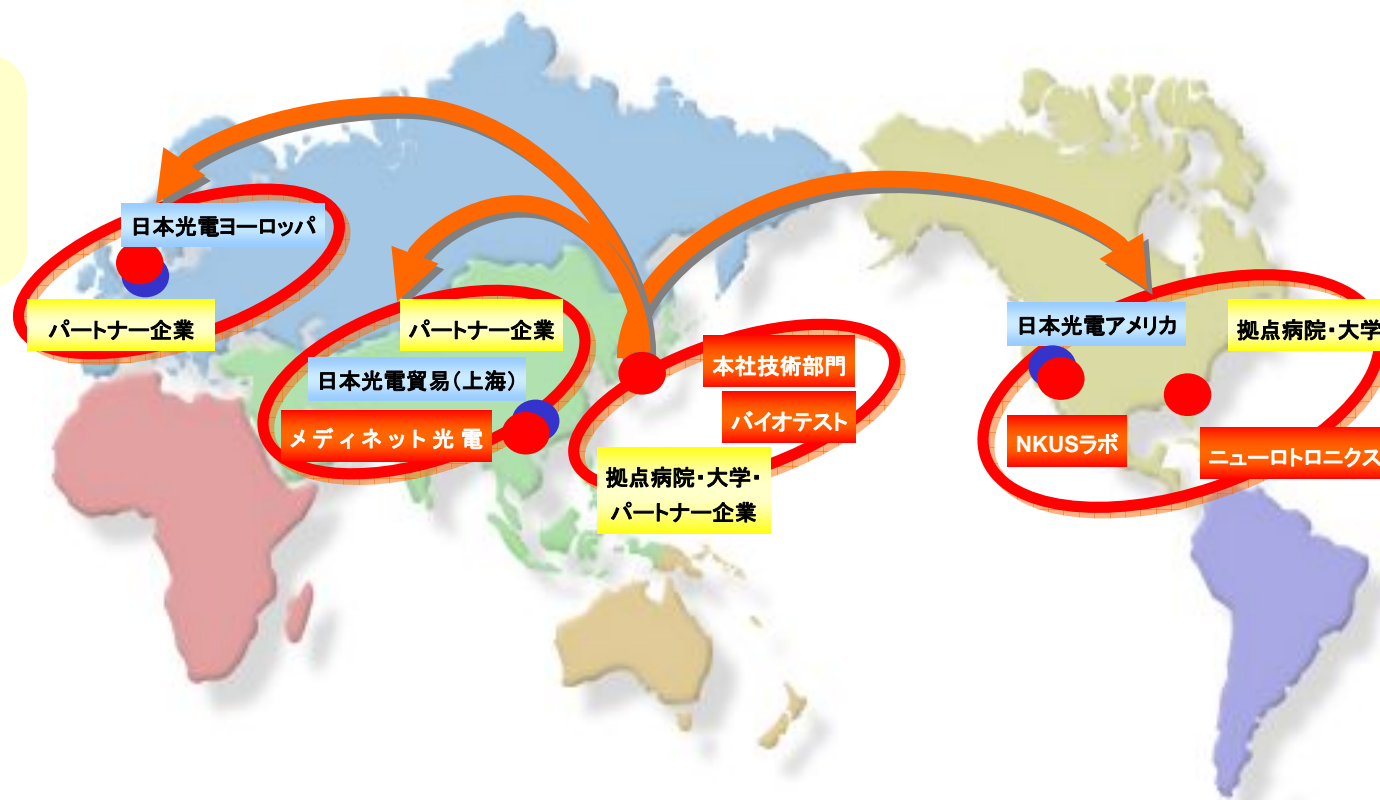 日本光電ヨーロッパ
パートナー企業
パートナー企業
日本光電貿易(上海)
メディネット光電
本社技術部門
バイオテスト
拠点病院・大学・
パートナー企業
日本光電アメリカ
拠点病院・大学
NKUSラボ
ニューロトロニクス